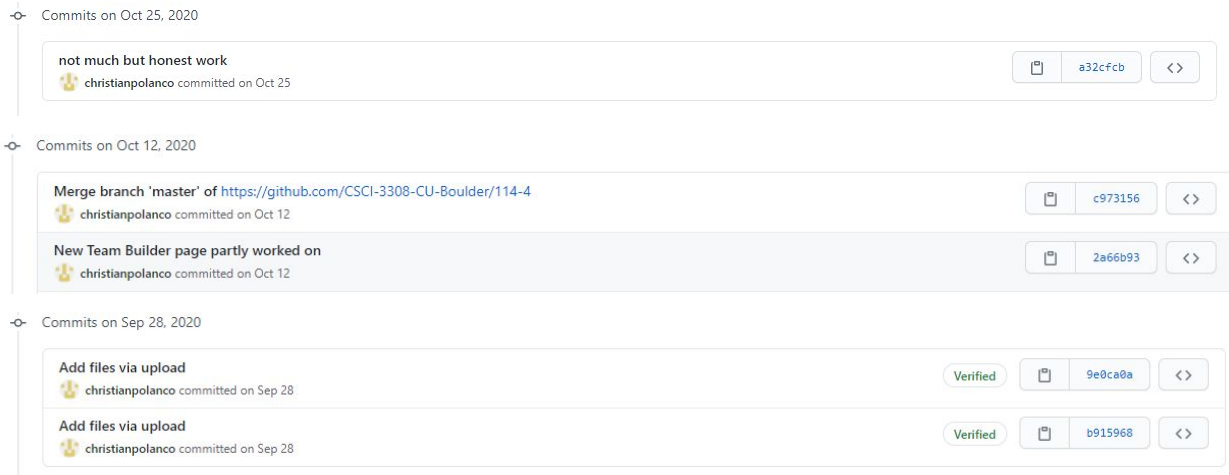 Commits on Oct 25, 2020
not much but honest work
christianpolanco committed on Oct 25
a32cfcb
Commits on Oct 12, 2020
Merge branch 'master' of https://github.com/CSCI-3308-CU-Boulder/114-4
christianpolanco committed on Oct 12
c973156
New Team Builder page partly worked on
christianpolanco committed on Oct 12
2a66b93
Commits on Sep 28, 2020
Add files via upload
christianpolanco committed on Sep 28
Verified
9e0ca0a
Add files via upload
christianpolanco committed on Sep 28
Verified
b915968